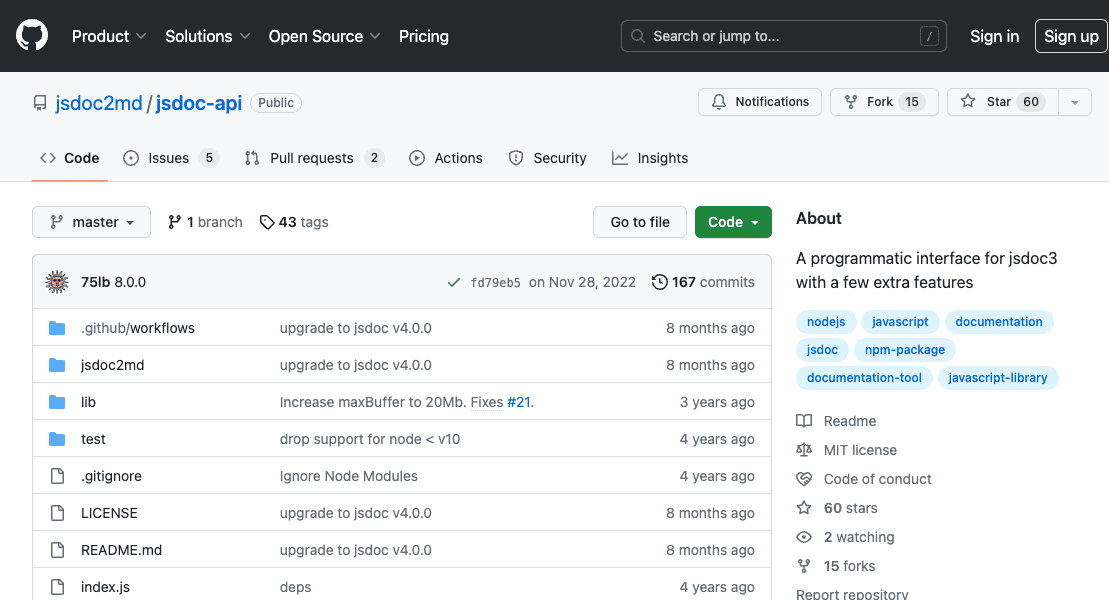 Product Solutions Open Source Pricing Search or jump to... / Sign in Sign up
jsdoc2md / jsdoc-api Public Notifications Fork 15 Star 60
Code Issues 5 Pull requests 2 Actions Security Insights
master 1 branch 43 tags Go to file Code
About
A programmatic interface for jsdoc3
with a few extra features
75lb 8.0.0 fd79eb5 on Nov 28, 2022 167 commits
.github/workflows upgrade to jsdoc v4.0.0 8 months ago
jsdoc2md upgrade to jsdoc v4.0.0 8 months ago
lib Increase maxBuffer to 20Mb. Fixes #21. 3 years ago
test drop support for node < v10 4 years ago
.gitignore Ignore Node Modules 4 years ago
LICENSE upgrade to jsdoc v4.0.0 8 months ago
README.md upgrade to jsdoc v4.0.0 8 months ago
index.js deps 4 years ago
nodejs javascript documentation
jsdoc npm-package
documentation-tool javascript-library
Readme
MIT license
Code of conduct
60 stars
2 watching
15 forks
Report repository